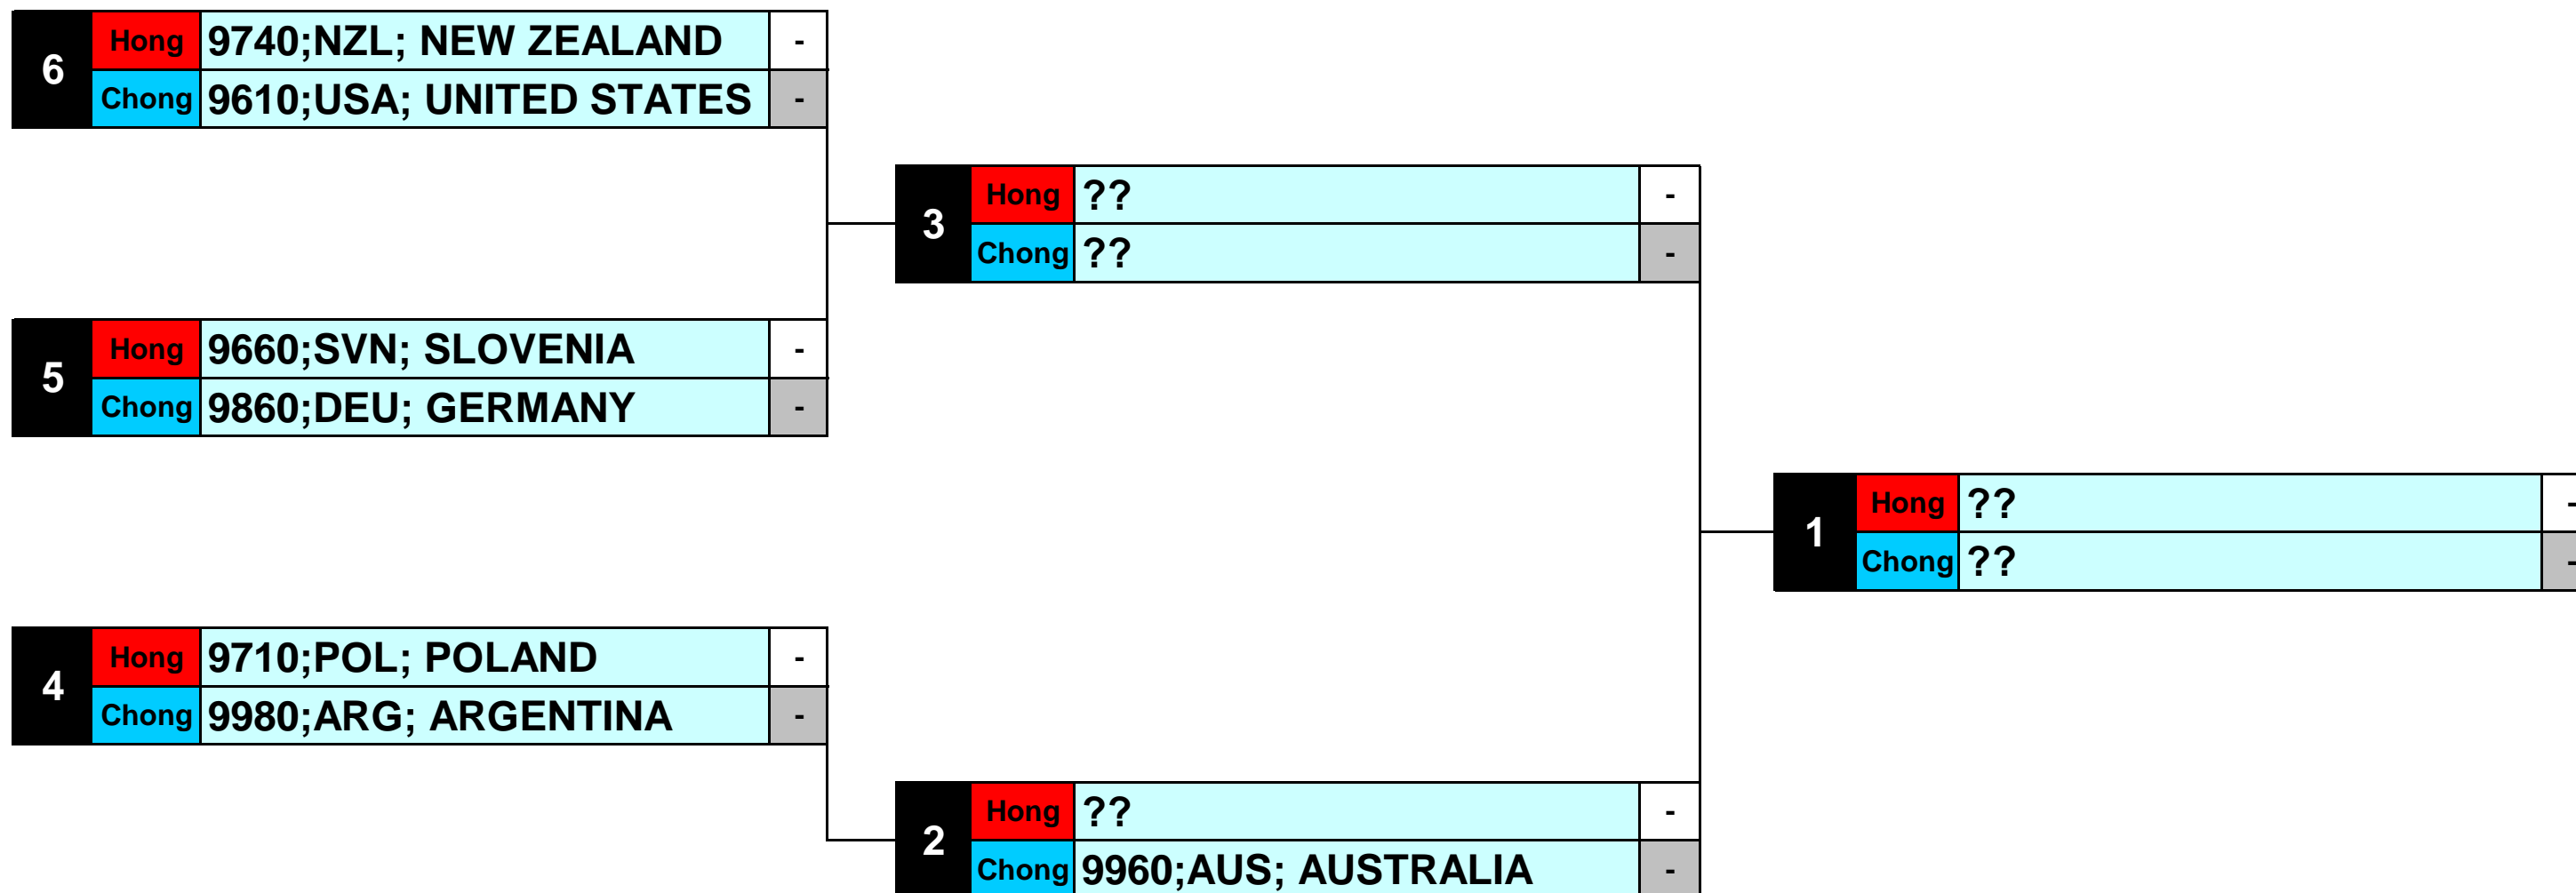 6 Hong 9740;NZL; NEW ZEALAND -
Chong 9610;USA; UNITED STATES -
3 Hong ?? -
Chong ?? -
5 Hong 9660;SVN; SLOVENIA -
Chong 9860;DEU; GERMANY -
1 Hong ?? -
Chong ?? -
4 Hong 9710;POL; POLAND -
Chong 9980;ARG; ARGENTINA -
2 Hong ?? -
Chong 9960;AUS; AUSTRALIA -